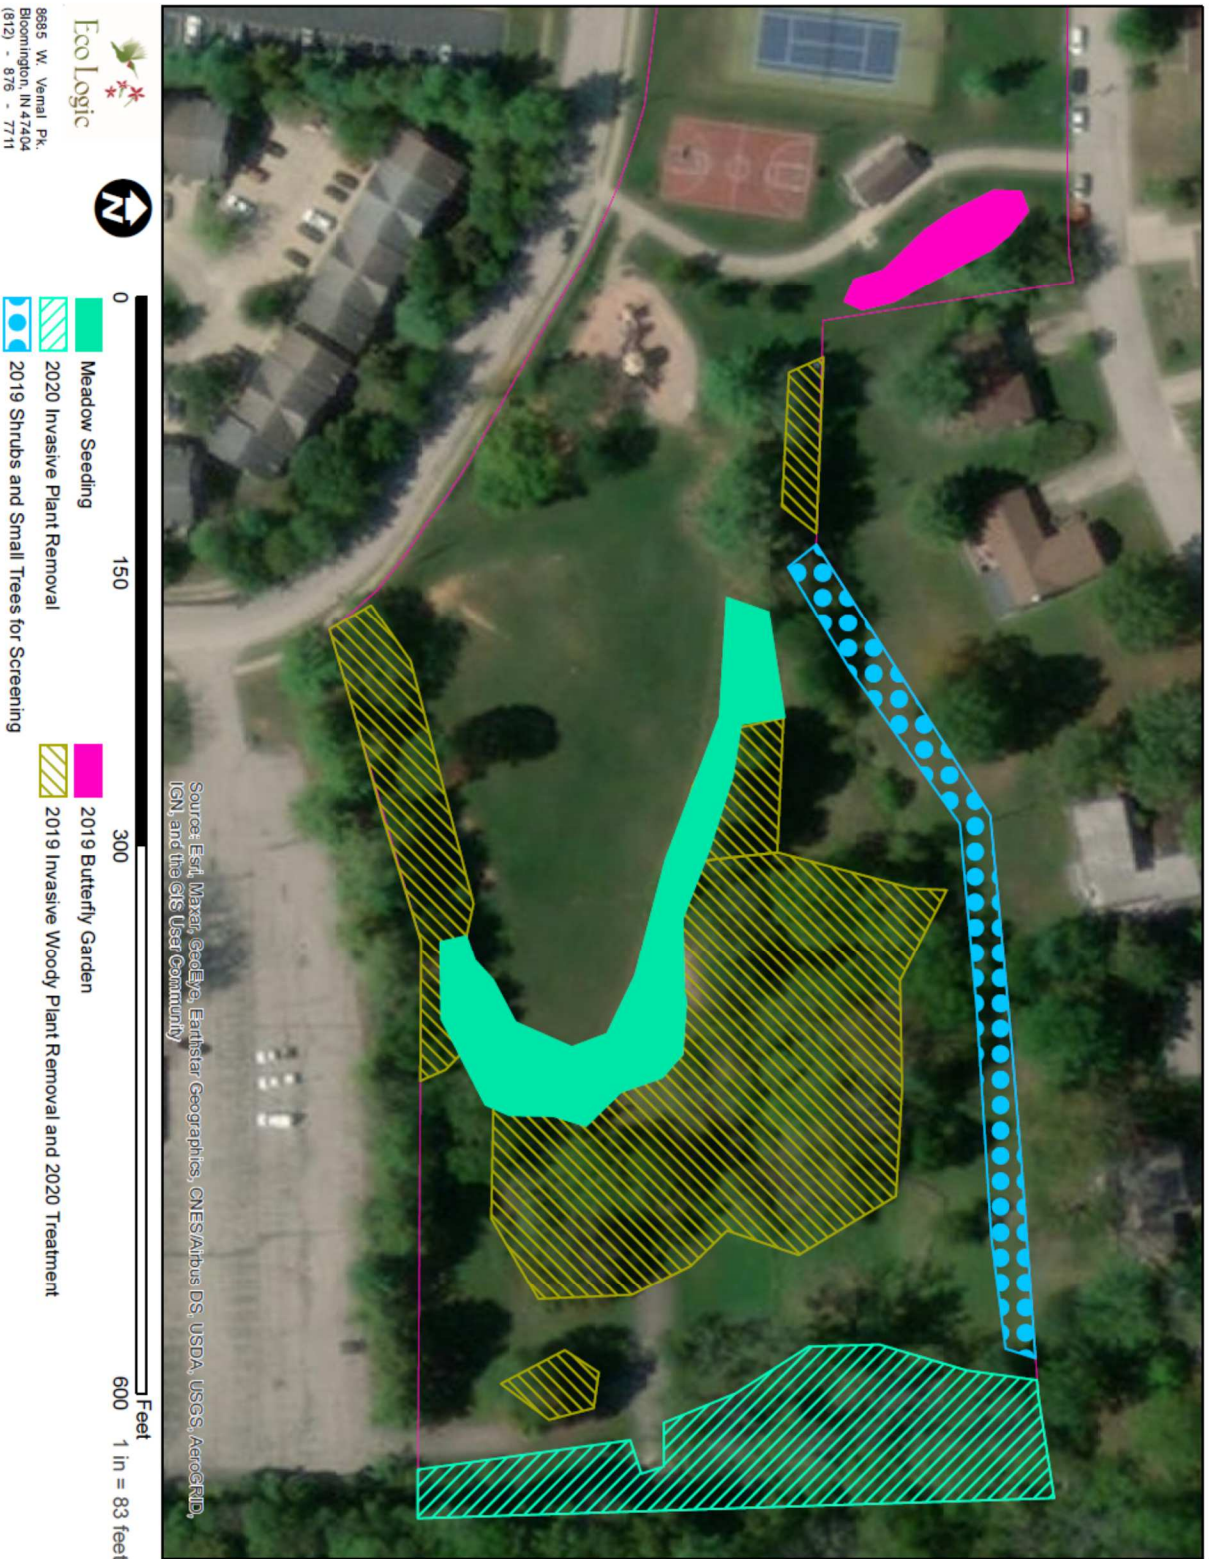 Source: Esri, Maxar, GeoEye, Earthstar Geographics, CNES/Airbus DS, USDA, USGS, AeroGRID,
IGN, and the GIS User Community
EcoLogic
8685 W. Vernal Pk.
Bloomington, IN 47404
(812) - 876 - 7711
N
Feet
0 150 300 600
1 in = 83 feet
Meadow Seeding
2020 Invasive Plant Removal
2019 Shrubs and Small Trees for Screening
2019 Butterfly Garden
2019 Invasive Woody Plant Removal and 2020 Treatment